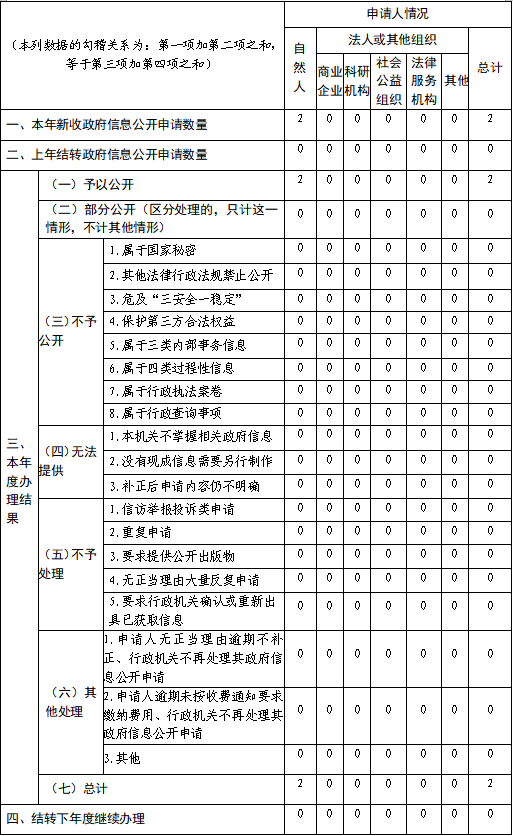 （本列数据的勾稽关系为：第一项加第二项之和，
等于第三项加第四项之和）
申请人情况
自然人
法人或其他组织
总计
商业企业
科研机构
社会公益组织
法律服务机构
其他
一、本年新收政府信息公开申请数量 2 0 0 0 0 0 2
二、上年结转政府信息公开申请数量 0 0 0 0 0 0 0
三、本年度办理结果
（一）予以公开 2 0 0 0 0 0 2
（二）部分公开（区分处理的，只计这一
情形，不计其他情形） 0 0 0 0 0 0 0
（三）不予
公开
1.属于国家秘密 0 0 0 0 0 0 0
2.其他法律行政法规禁止公开 0 0 0 0 0 0 0
3.危及“三安全一稳定” 0 0 0 0 0 0 0
4.保护第三方合法权益 0 0 0 0 0 0 0
5.属于三类内部事务信息 0 0 0 0 0 0 0
6.属于四类过程性信息 0 0 0 0 0 0 0
7.属于行政执法案卷 0 0 0 0 0 0 0
8.属于行政查询事项 0 0 0 0 0 0 0
（四）无法
提供
1.本机关不掌握相关政府信息 0 0 0 0 0 0 0
2.没有现成信息需要另行制作 0 0 0 0 0 0 0
3.补正后申请内容仍不明确 0 0 0 0 0 0 0
（五）不予
处理
1.信访举报投诉类申请 0 0 0 0 0 0 0
2.重复申请 0 0 0 0 0 0 0
3.要求提供公开出版物 0 0 0 0 0 0 0
4.无正当理由大量反复申请 0 0 0 0 0 0 0
5.要求行政机关确认或重新出
具已获取信息 0 0 0 0 0 0 0
（六）其
他处理
1.申请人无正当理由逾期不补
正、行政机关不再处理其政府信
息公开申请 0 0 0 0 0 0 0
2.申请人逾期未按收费通知要求
缴纳费用、行政机关不再处理其
政府信息公开申请 0 0 0 0 0 0 0
3.其他 0 0 0 0 0 0 0
（七）总计 2 0 0 0 0 0 2
四、结转下年度继续办理 0 0 0 0 0 0 0